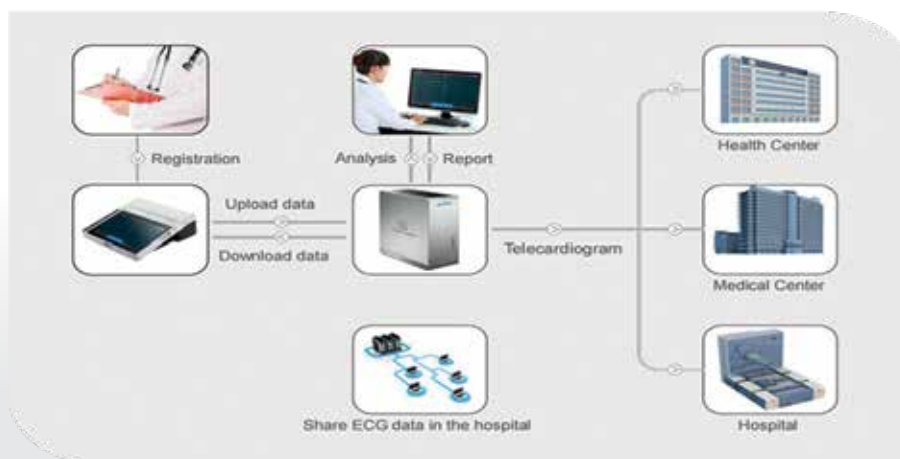 Registration
Analysis
Report
Upload data
Download data
Telecardiogram
Health Center
Medical Center
Share ECG data in the hospital
Hospital